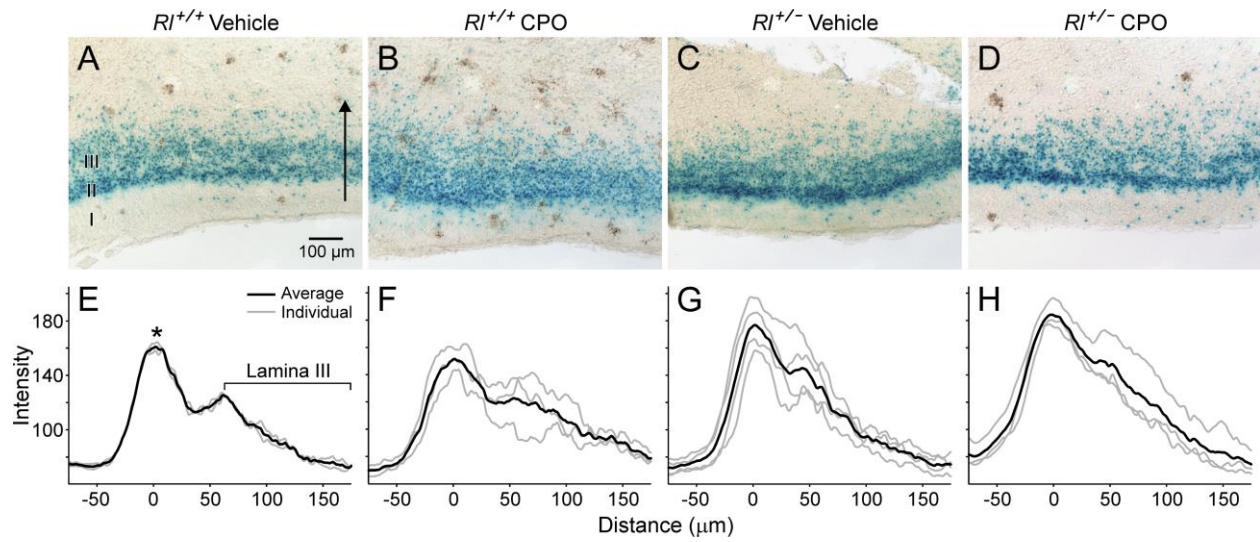 Rl+/+ Vehicle
Rl+/+ CPO
Rl+/- Vehicle
Rl+/- CPO
A
B
C
D
III
II
I
100 µm
E
F
G
H
Average
Individual
*
Lamina III
Intensity
180
140
100
-50 0 50 100 150
-50 0 50 100 150
-50 0 50 100 150
-50 0 50 100 150
Distance (µm)